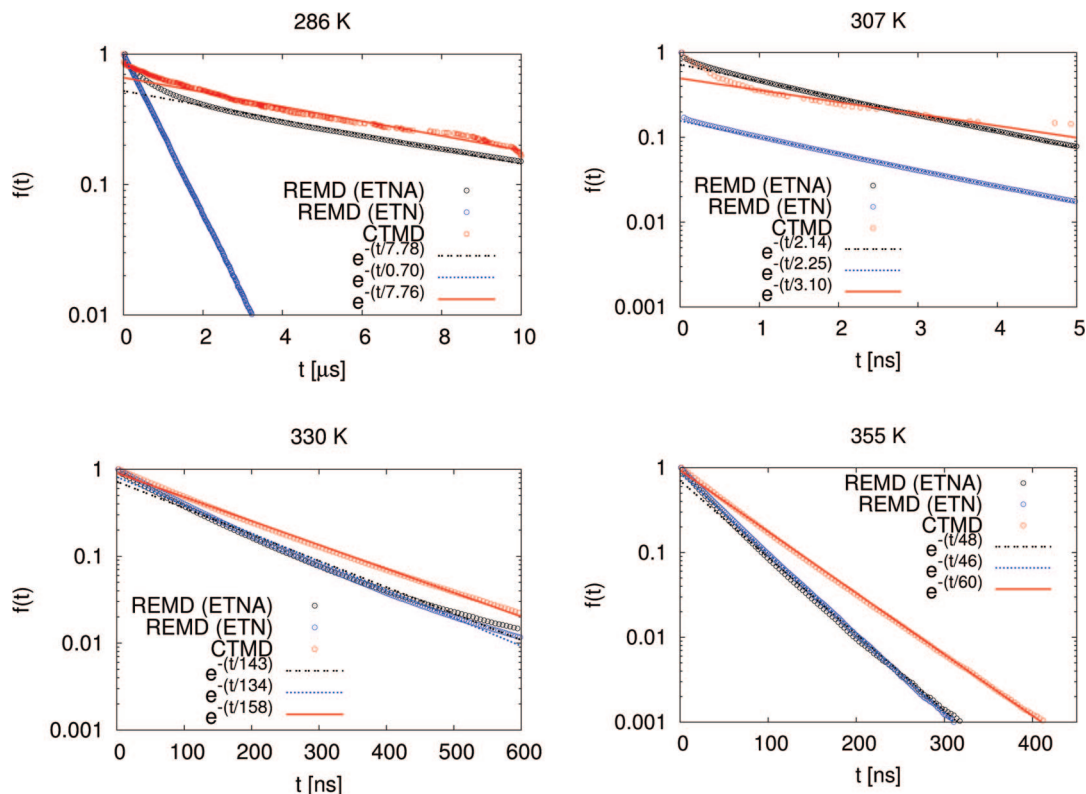 286 K
f(t)
1
0.1
0.01
REMD (ETNA)
REMD (ETN)
CTMD
e-(t/7.78)
e-(t/0.70)
e-(t/7.76)
0 2 4 6 8 10
t [μs]
307 K
f(t)
1
0.1
0.01
0.001
REMD (ETNA)
REMD (ETN)
CTMD
e-(t/2.14)
e-(t/2.25)
e-(t/3.10)
0 1 2 3 4 5
t [ns]
330 K
f(t)
1
0.1
0.01
0.001
REMD (ETNA)
REMD (ETN)
CTMD
e-(t/143)
e-(t/134)
e-(t/158)
0 100 200 300 400 500 600
t [ns]
355 K
f(t)
1
0.1
0.01
0.001
REMD (ETNA)
REMD (ETN)
CTMD
e-(t/48)
e-(t/46)
e-(t/60)
0 100 200 300 400
t [ns]